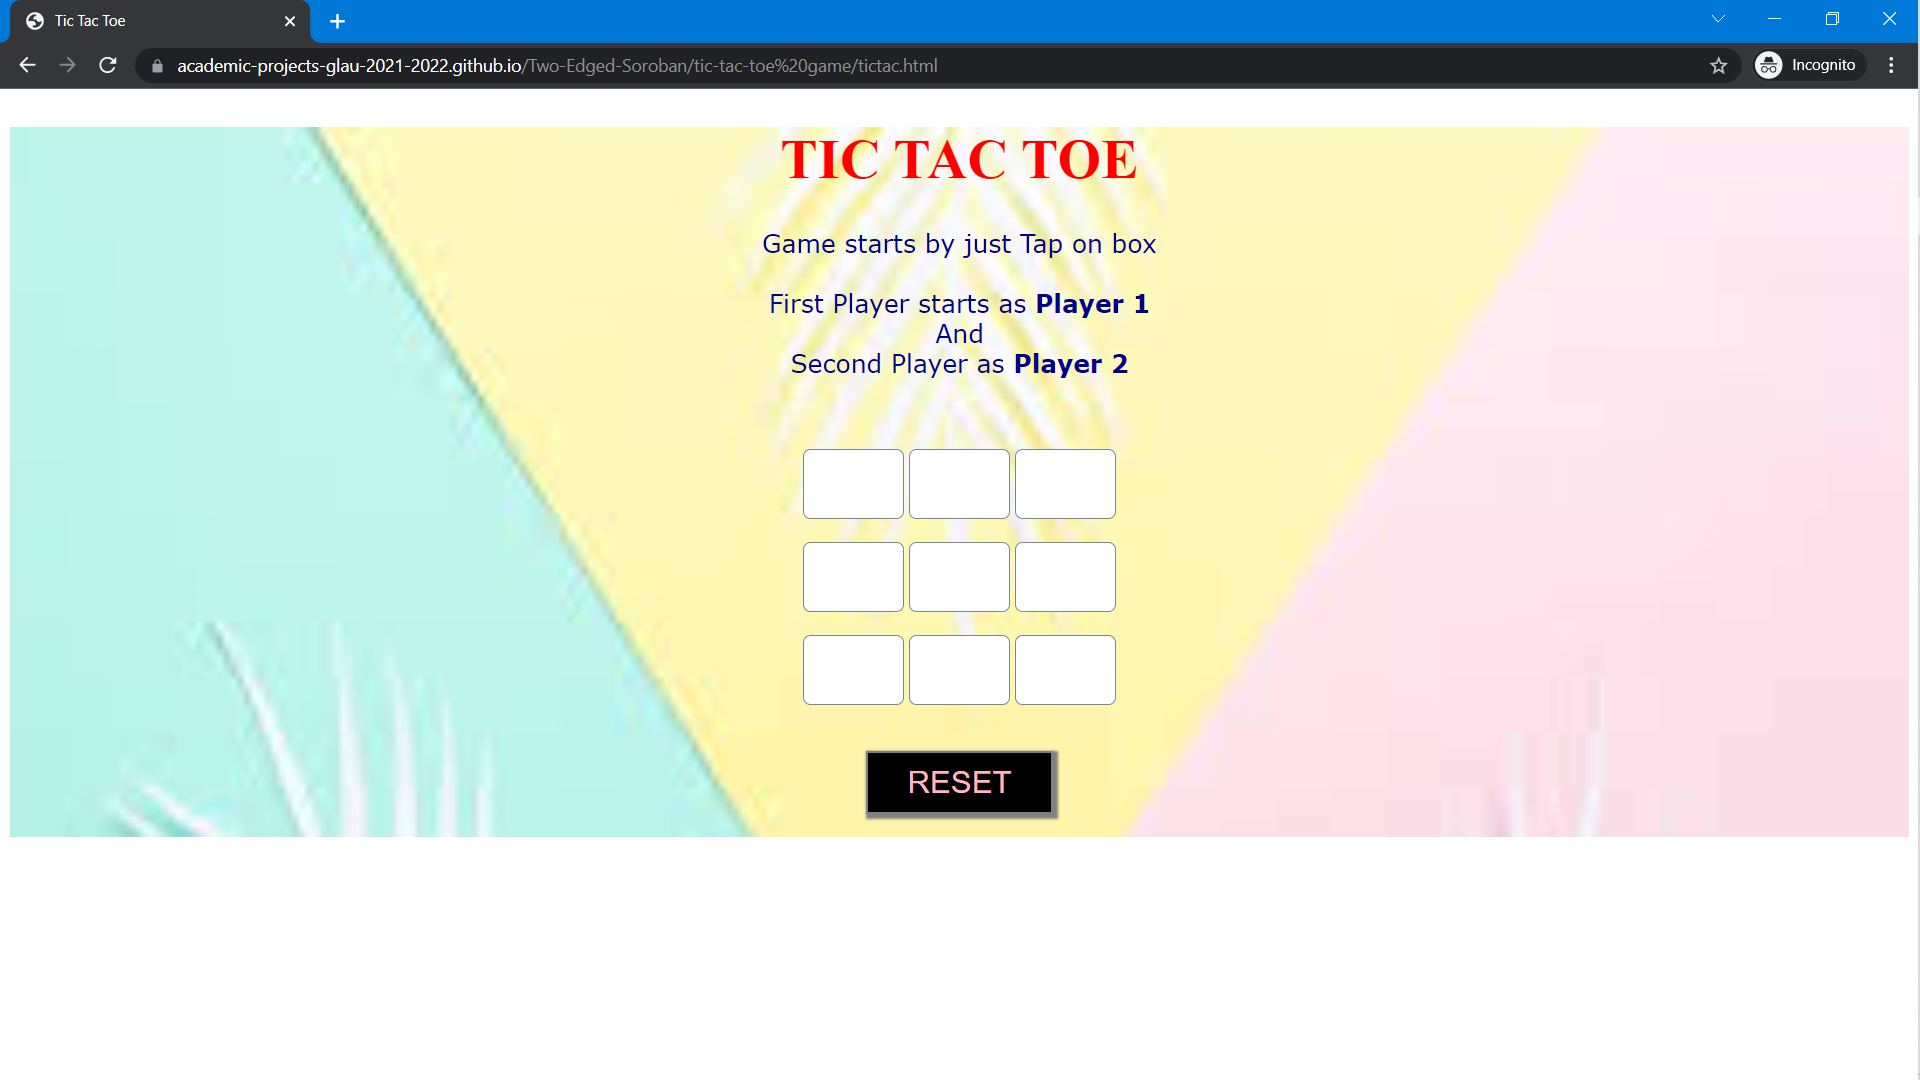 Tic Tac Toe
academic-projects-glau-2021-2022.github.io/Two-Edged-Soroban/tic-tac-toe%20game/tictac.html
Incognito
TIC TAC TOE
Game starts by just Tap on box
First Player starts as Player 1
And
Second Player as Player 2
RESET